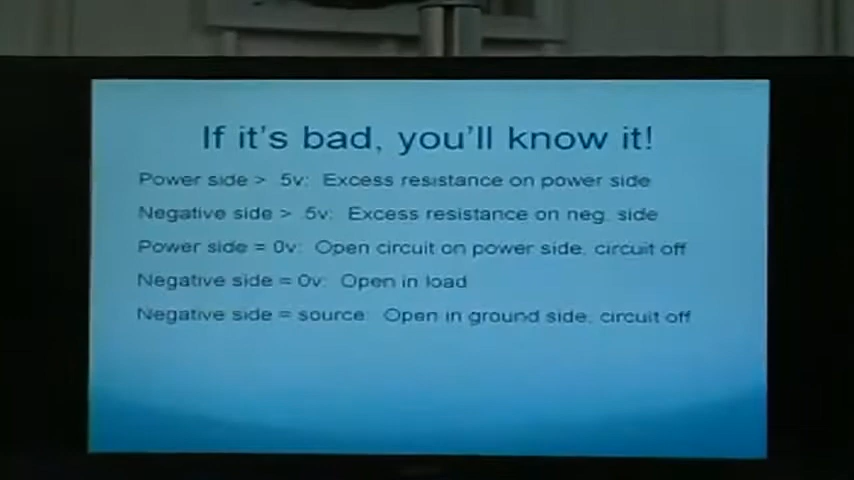 If it's bad, you'll know it!
Power side > .5v: Excess resistance on power side
Negative side > .5v: Excess resistance on neg. side
Power side = 0v: Open circuit on power side, circuit off
Negative side = 0v: Open in load
Negative side = source: Open in ground side, circuit off